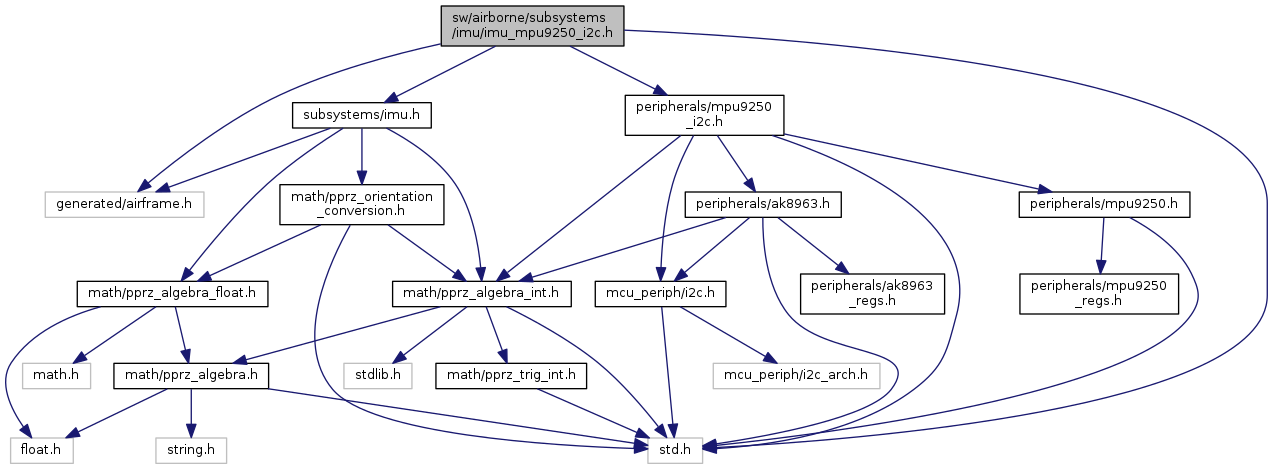 sw/airborne/subsystems
/imu/imu_mpu9250_i2c.h
subsystems/imu.h
peripherals/mpu9250
_i2c.h
generated/airframe.h
math/pprz_orientation
_conversion.h
peripherals/ak8963.h
peripherals/mpu9250.h
math/pprz_algebra_float.h
math/pprz_algebra_int.h
mcu_periph/i2c.h
peripherals/ak8963
_regs.h
peripherals/mpu9250
_regs.h
math.h
math/pprz_algebra.h
stdlib.h
math/pprz_trig_int.h
mcu_periph/i2c_arch.h
float.h
string.h
std.h